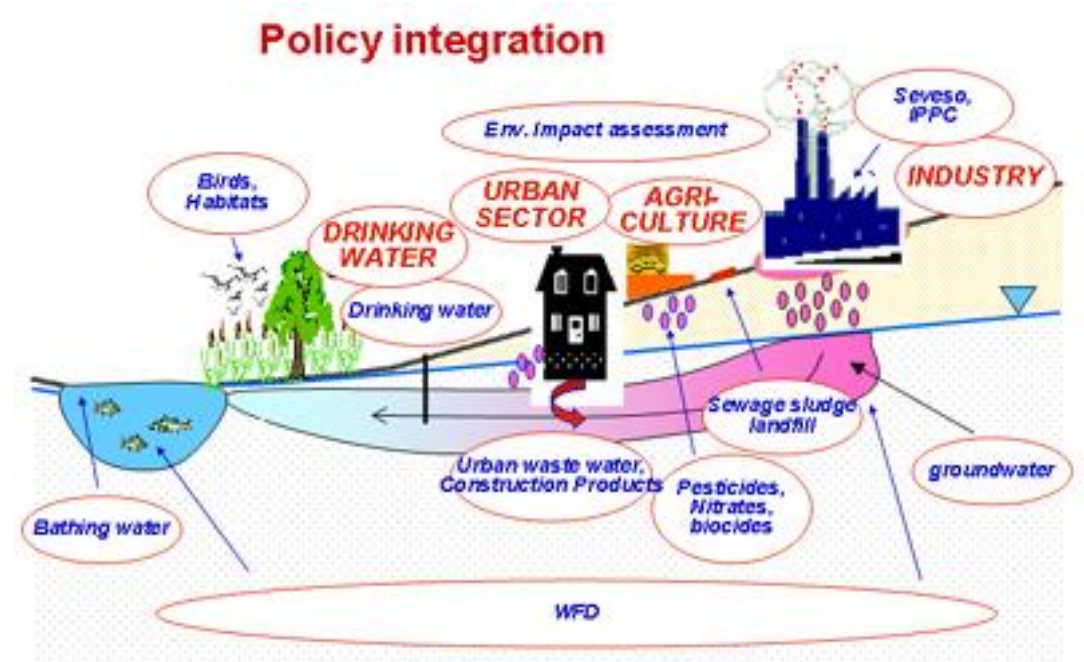 Policy integration
Seveso,
IPPC
Env. Impact assessment
INDUSTRY
Birds,
Habitats
URBAN
SECTOR
AGRI-
CULTURE
DRINKING
WATER
Drinking water
Sewage sludge
landfill
Urban waste water,
Construction Products
groundwater
Pesticides,
Nitrates,
biocides
Bathing water
WFD